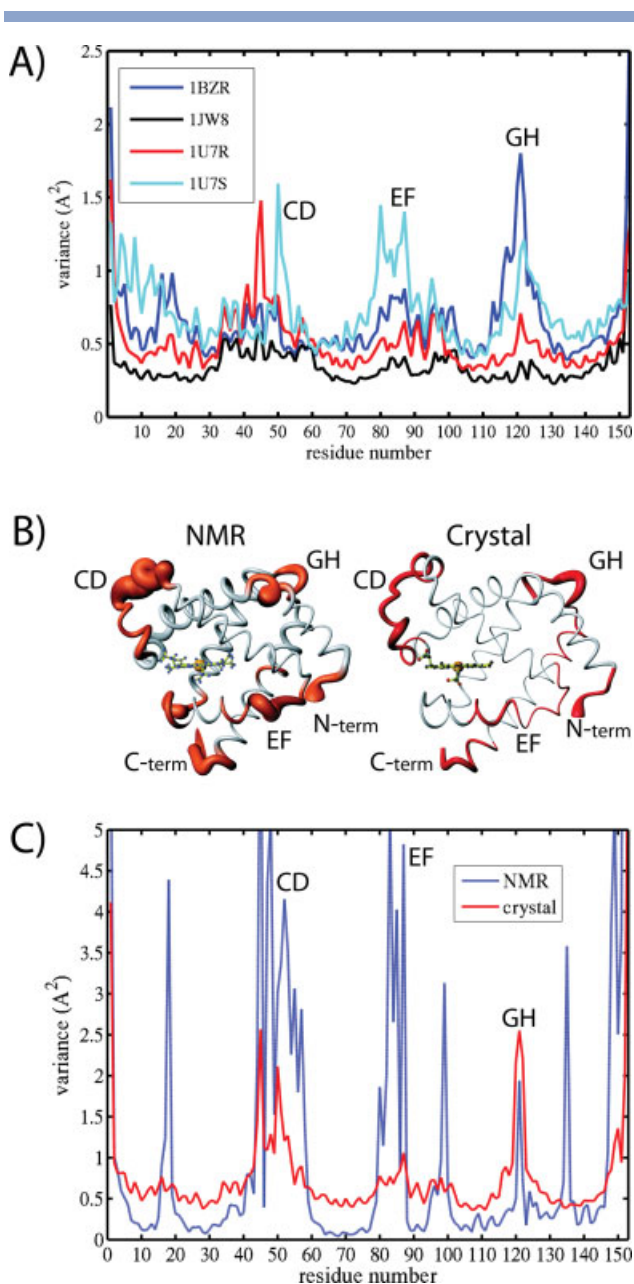 A)
2.5
2
1.5
1
0.5
0
variance (Å²)
1BZR
1JW8
1U7R
1U7S
CD
EF
GH
10 20 30 40 50 60 70 80 90 100 110 120 130 140 150
residue number
B)
NMR
Crystal
CD
GH
CD
GH
N-term
EF
C-term
N-term
EF
C-term
C)
5
4.5
4
3.5
3
2.5
2
1.5
1
0.5
0
variance (Å²)
CD
EF
NMR
crystal
GH
0 10 20 30 40 50 60 70 80 90 100 110 120 130 140 150
residue number